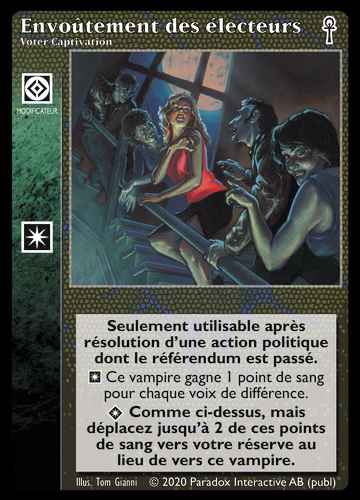 Envoûtement des électeurs
Voter Captivation
MODIFICATEUR
Seulement utilisable après
résolution d'une action politique
dont le référendum est passé.
Ce vampire gagne 1 point de sang
pour chaque voix de différence.
Comme ci-dessus, mais
déplacez jusqu'à 2 de ces points
de sang vers votre réserve au
lieu de vers ce vampire.
Illus. Tom Gianni © 2020 Paradox Interactive AB (publ)